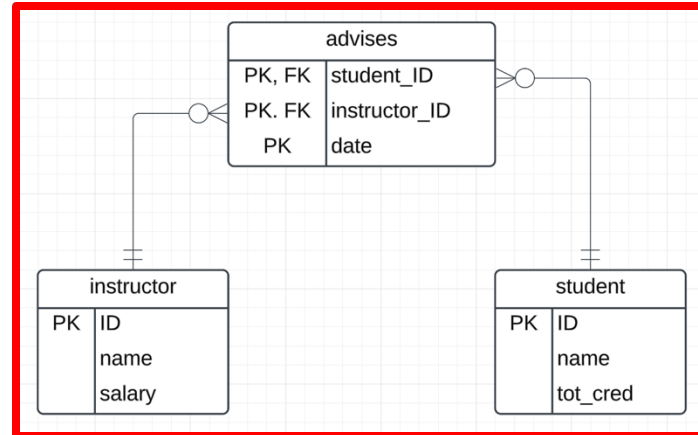 advises
PK, FK student_ID
PK. FK instructor_ID
PK date
instructor
PK ID
name
salary
student
PK ID
name
tot_cred